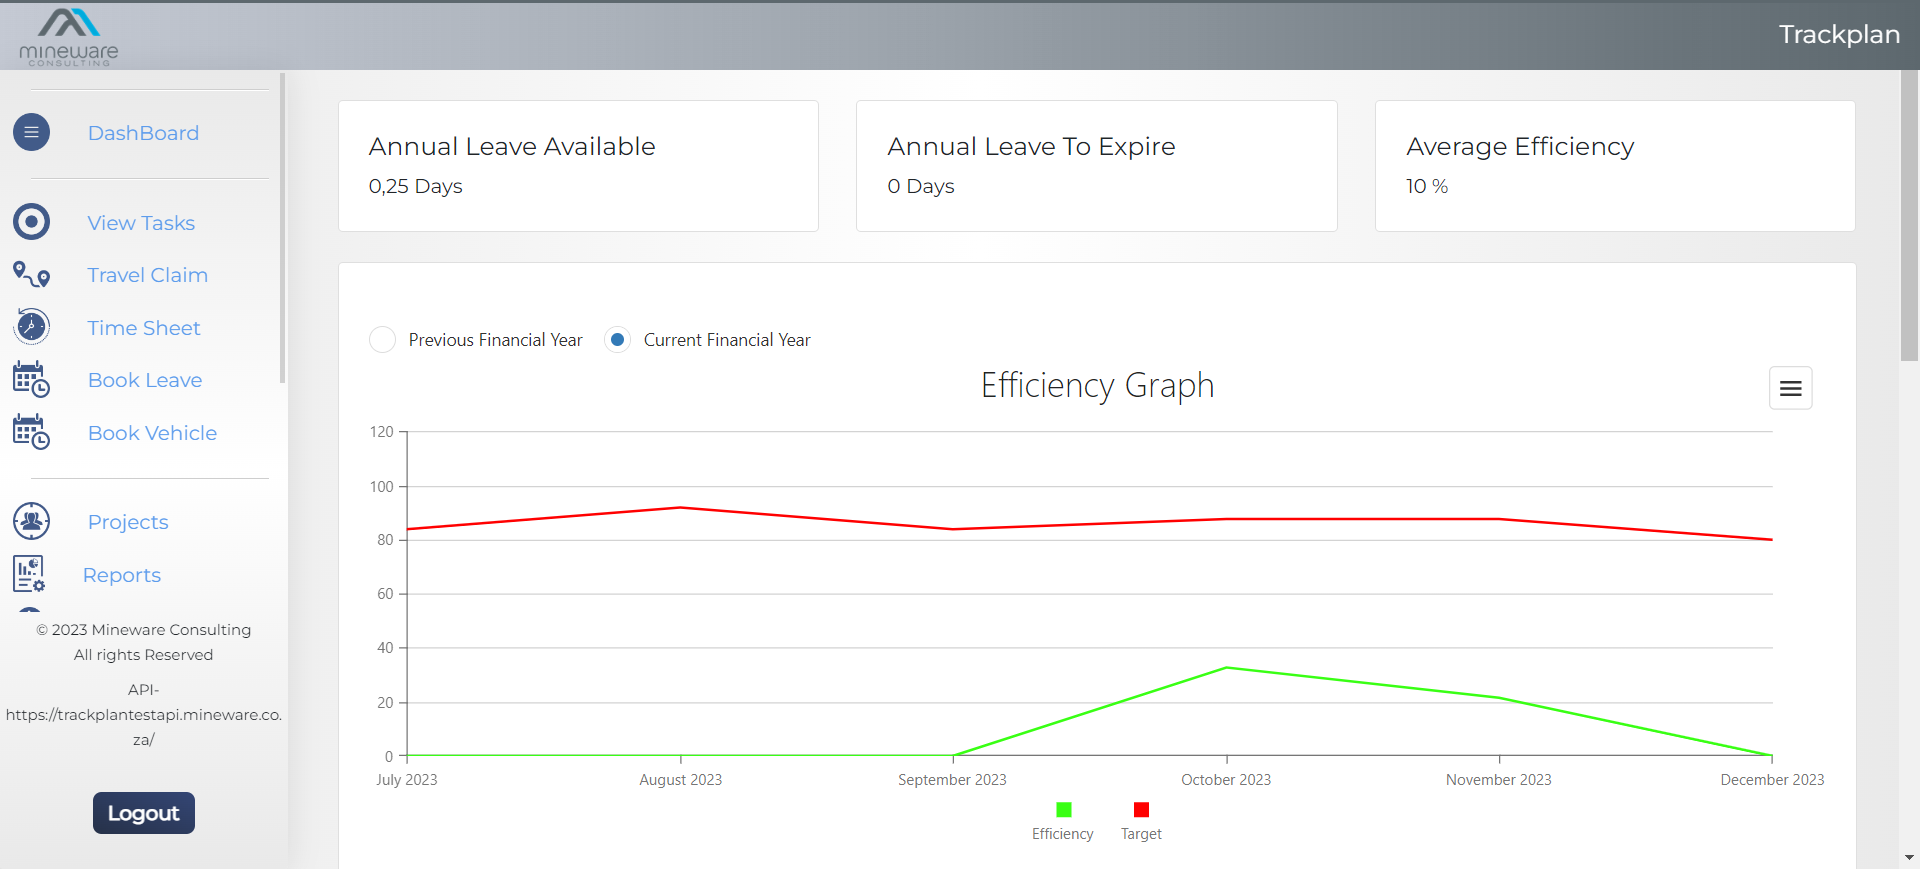 mineware
CONSULTING
Trackplan
DashBoard
View Tasks
Travel Claim
Time Sheet
Book Leave
Book Vehicle
Projects
Reports
© 2023 Mineware Consulting
All rights Reserved
API-
https://trackplantestapi.mineware.co.
za/
Logout
Annual Leave Available
0,25 Days
Annual Leave To Expire
0 Days
Average Efficiency
10 %
Previous Financial Year
Current Financial Year
Efficiency Graph
120
100
80
60
40
20
0
July 2023
August 2023
September 2023
October 2023
November 2023
December 2023
Efficiency
Target